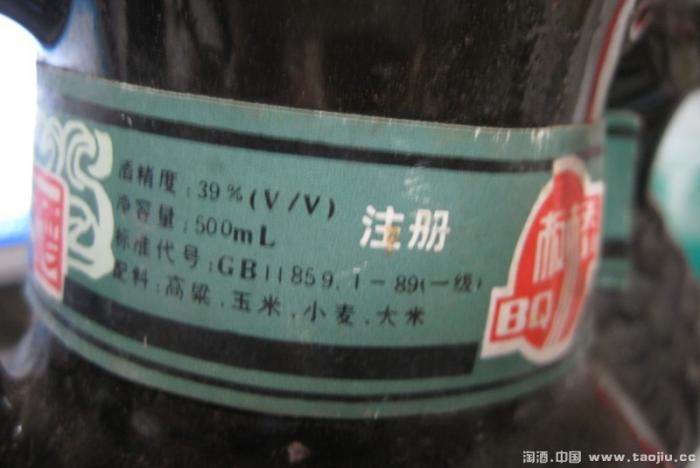 酒精度:39%(V/V)
净容量:500mL
标准代号:GB11859.1-89(一级)
配料:高粱.玉米.小麦.大米
注册
BQ
淘酒.中国 www.taojiu.cc